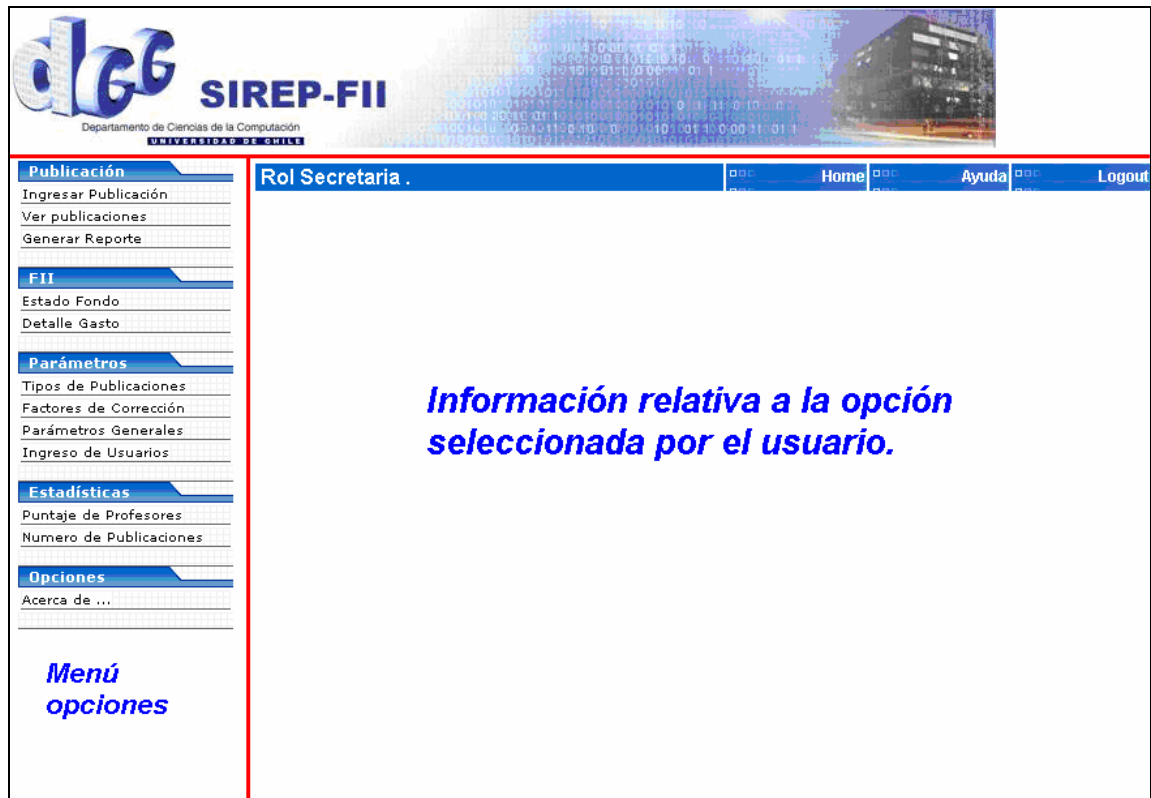 dcc
SIREP-FII
Departamento de Ciencias de la Computación
UNIVERSIDAD DE CHILE
Publicación
Ingresar Publicación
Ver publicaciones
Generar Reporte
FII
Estado Fondo
Detalle Gasto
Parámetros
Tipos de Publicaciones
Factores de Corrección
Parámetros Generales
Ingreso de Usuarios
Estadísticas
Puntaje de Profesores
Numero de Publicaciones
Opciones
Acerca de ...
Menú
opciones
Rol Secretaria .
Home
Ayuda
Logout
Información relativa a la opción
seleccionada por el usuario.